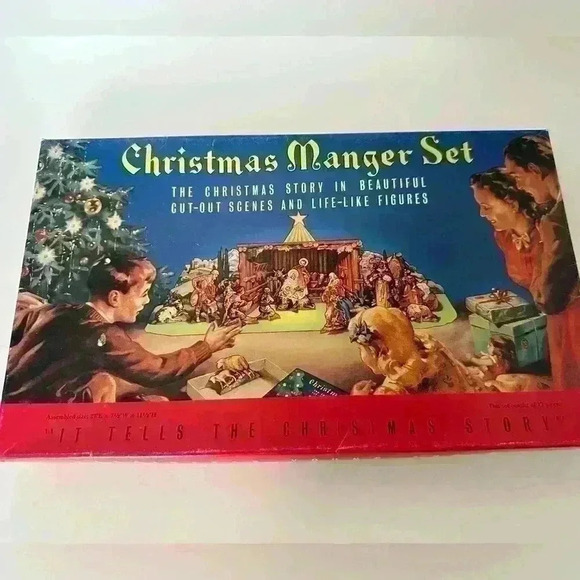 Christmas Manger Set
THE CHRISTMAS STORY IN BEAUTIFUL
CUT-OUT SCENES AND LIFE-LIKE FIGURES
Christmas
"IT TELLS THE CHRISTMAS STORY"